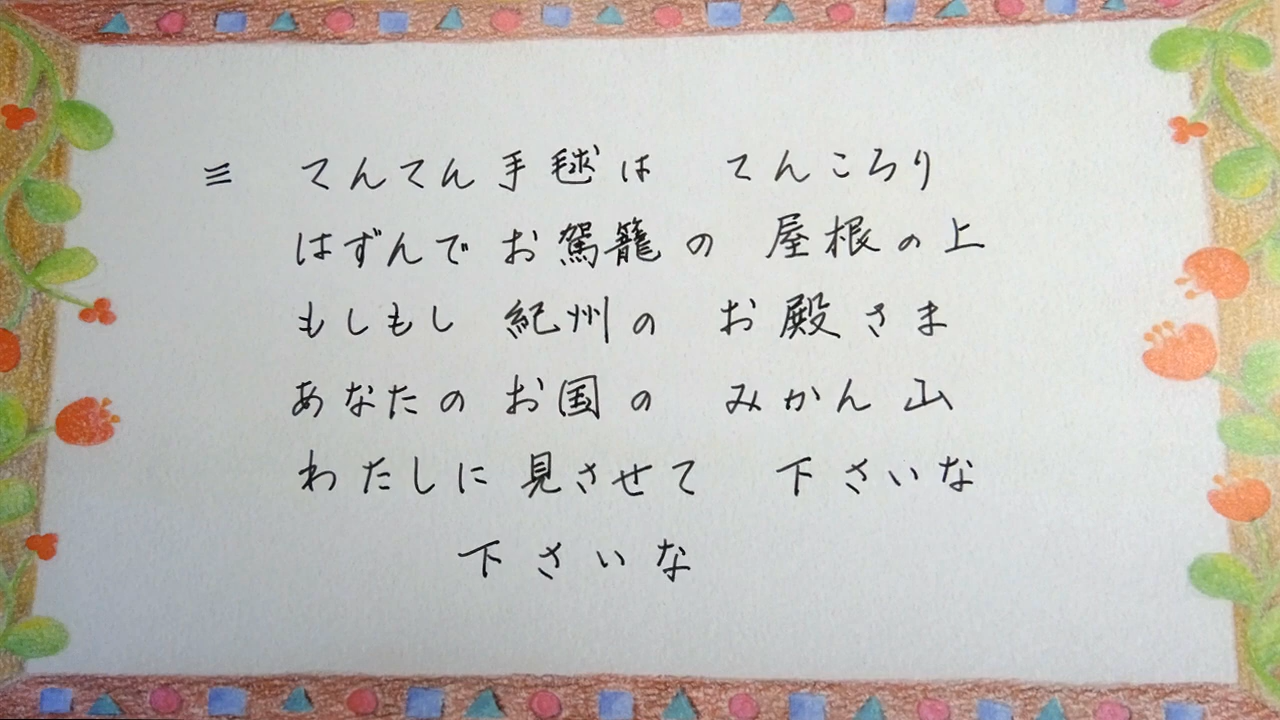 三 てんてん手毬は てんころり
はずんでお駕籠の 屋根の上
もしもし 紀州の お殿さま
あなたの お国の みかん山
わたしに 見させて 下さいな
下さいな